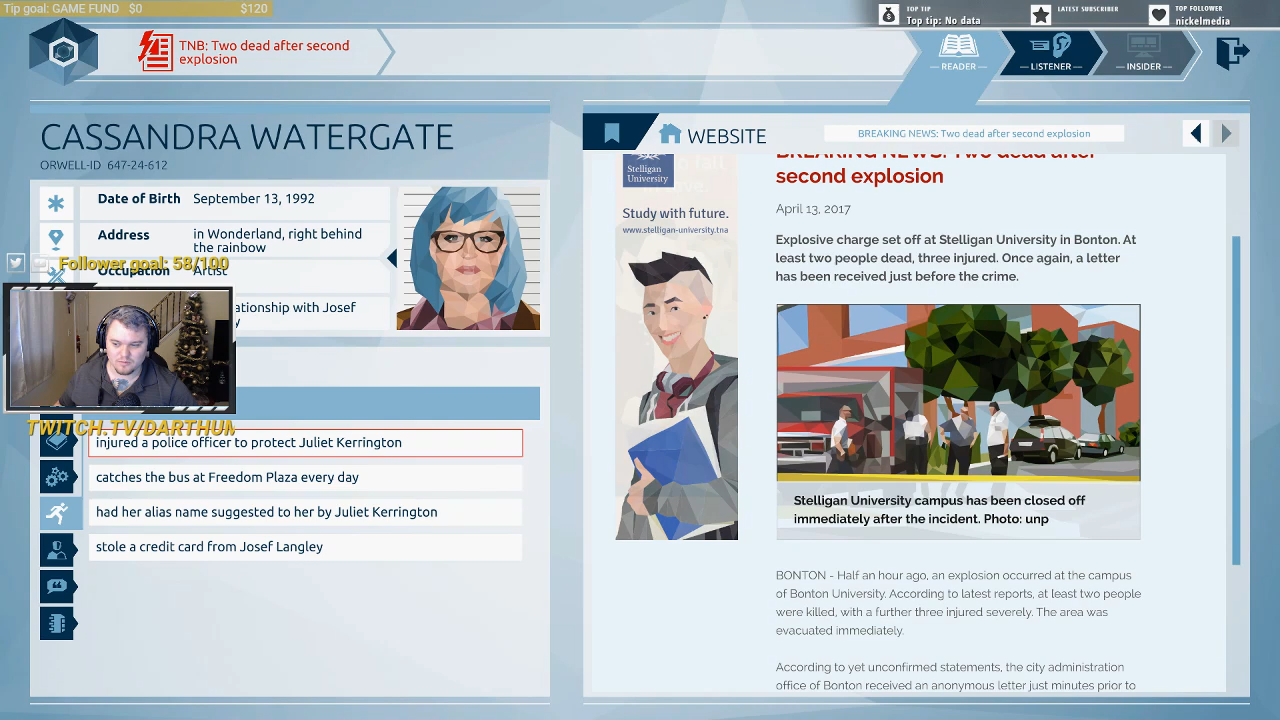 Tip goal: GAME FUND $0 $120
TOP TIP
Top tip: No data
LATEST SUBSCRIBER
TOP FOLLOWER
nickelmedia
TNB: Two dead after second
explosion
READER
LISTENER
INSIDER
CASSANDRA WATERGATE
ORWELL-ID 647-24-612
Date of Birth September 13, 1992
Address in Wonderland, right behind
the rainbow
Occupation Artist
Follower goal: 58/100
ationship with Josef
y
TWITCH.TV/DARTHUM
injured a police officer to protect Juliet Kerrington
catches the bus at Freedom Plaza every day
had her alias name suggested to her by Juliet Kerrington
stole a credit card from Josef Langley
WEBSITE
BREAKING NEWS: Two dead after second explosion
Stelligan
University
Study with future.
www.stelligan-university.tna
BREAKING NEWS: Two dead after
second explosion
April 13, 2017
Explosive charge set off at Stelligan University in Bonton. At
least two people dead, three injured. Once again, a letter
has been received just before the crime.
Stelligan University campus has been closed off
immediately after the incident. Photo: unp
BONTON - Half an hour ago, an explosion occurred at the campus
of Bonton University. According to latest reports, at least two people
were killed, with a further three injured severely. The area was
evacuated immediately.
According to yet unconfirmed statements, the city administration
office of Bonton received an anonymous letter just minutes prior to